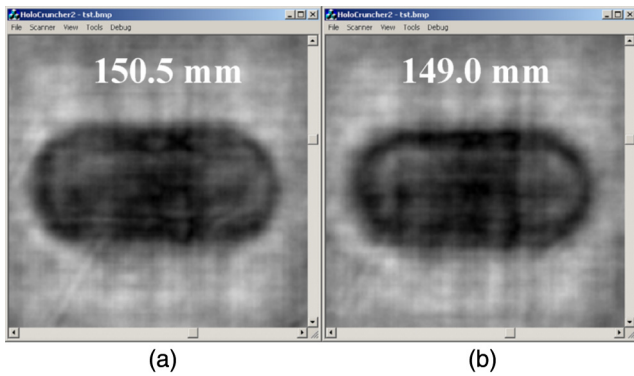 HoloCruncher2 - tst.bmp
File Scanner View Tools Debug
150.5 mm
(a)
HoloCruncher2 - tst.bmp
File Scanner View Tools Debug
149.0 mm
(b)